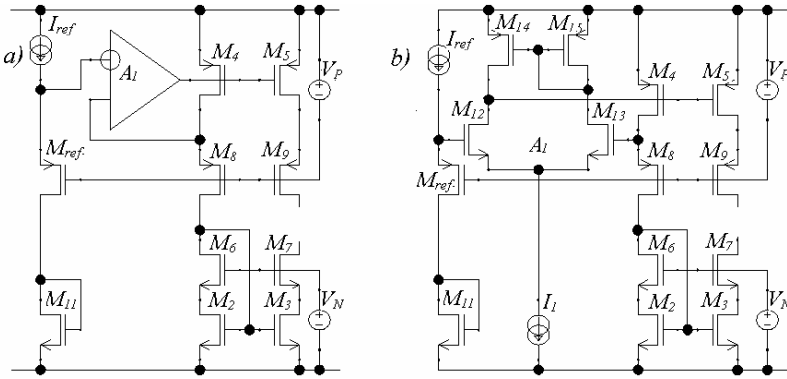 a)
I_ref
A_1
M_4
M_5
V_P
M_ref.
M_8
M_9
M_6
M_7
M_11
M_2
M_3
V_N
b)
I_ref
M_14
M_15
M_4
M_5
V_P
M_12
M_13
A_1
M_ref.
M_8
M_9
M_6
M_7
M_11
I_1
M_2
M_3
V_N